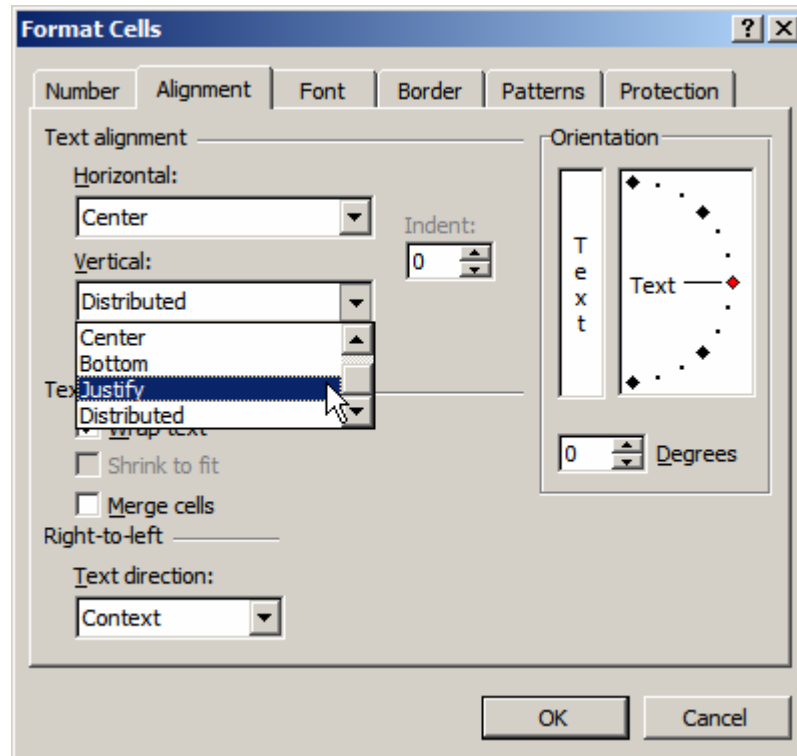 Format Cells
Number Alignment Font Border Patterns Protection
Text alignment
Horizontal:
Center
Indent:
0
Vertical:
Distributed
Center
Bottom
Justify
Distributed
Tex
Wrap text
Shrink to fit
Merge cells
Right-to-left
Text direction:
Context
Orientation
T
e
x
t
Text
0 Degrees
OK Cancel